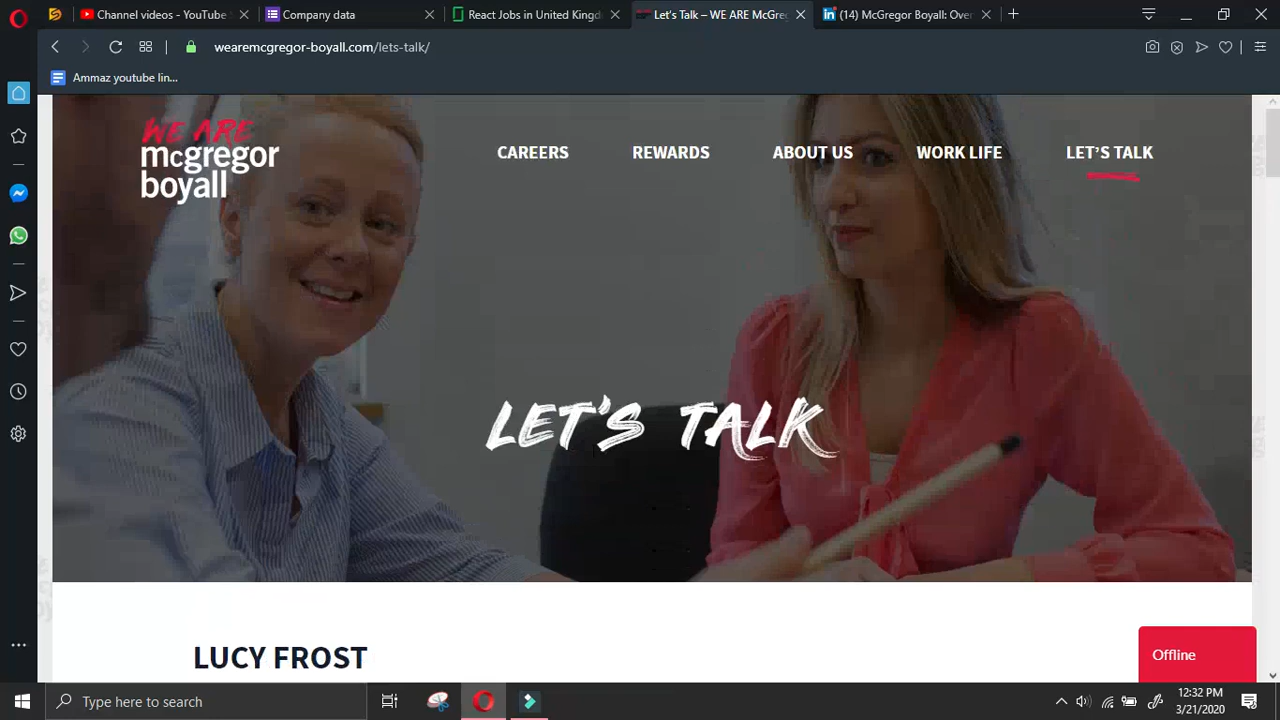 Channel videos - YouTube S
Company data
React Jobs in United Kingd
Let's Talk – WE ARE McGreg
(14) McGregor Boyall: Over
wearemcgregor-boyall.com/lets-talk/
Ammaz youtube lin...
WE ARE
mcgregor
boyall
CAREERS
REWARDS
ABOUT US
WORK LIFE
LET'S TALK
LET'S TALK
LUCY FROST
Offline
Type here to search
12:32 PM
3/21/2020